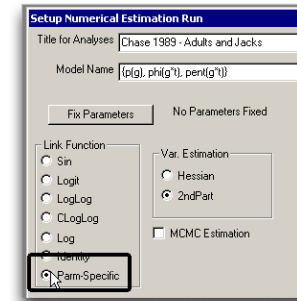 Setup Numerical Estimation Run
Title for Analyses Chase 1989 - Adults and Jacks
Model Name {p(g), phi(g*t), pent(g*t)}
Fix Parameters No Parameters Fixed
Link Function
Sin
Logit
LogLog
CLogLog
Log
Identity
Parm-Specific
Var. Estimation
Hessian
2ndPart
MCMC Estimation